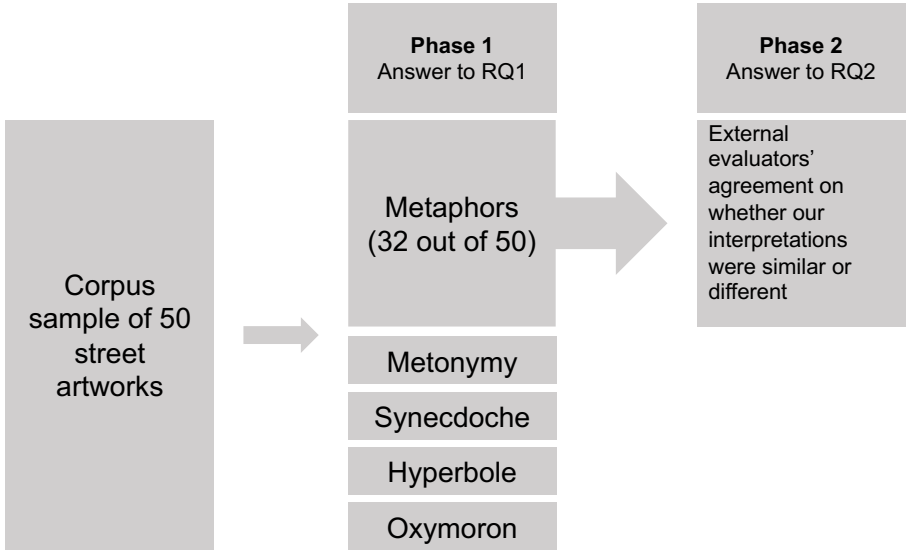 Phase 1
Answer to RQ1
Phase 2
Answer to RQ2
Corpus
sample of 50
street
artworks
Metaphors
(32 out of 50)
External
evaluators’
agreement on
whether our
interpretations
were similar or
different
Metonymy
Synecdoche
Hyperbole
Oxymoron